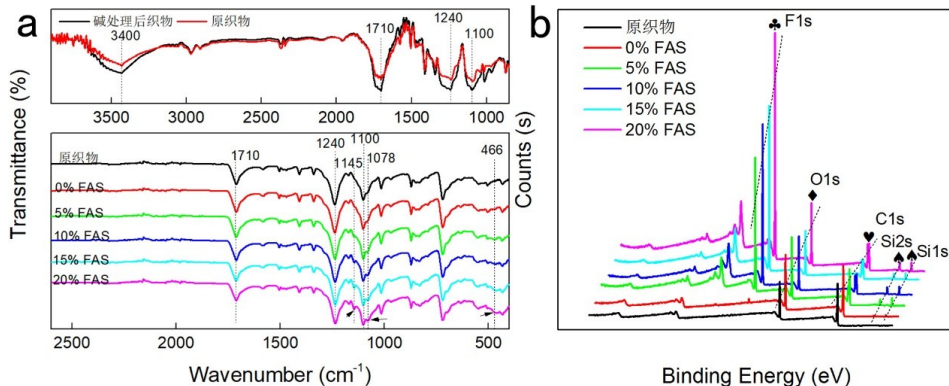 a
碱处理后织物
原织物
3400
1710
1240
1100
3500
3000
2500
2000
1500
1000
Transmittance (%)
原织物
0% FAS
5% FAS
10% FAS
15% FAS
20% FAS
1710
1240
1145
1100
1078
466
2500
2000
1500
1000
500
Wavenumber (cm⁻¹)
b
原织物
0% FAS
5% FAS
10% FAS
15% FAS
20% FAS
F1s
O1s
C1s
Si2s
Si1s
Counts (s)
Binding Energy (eV)